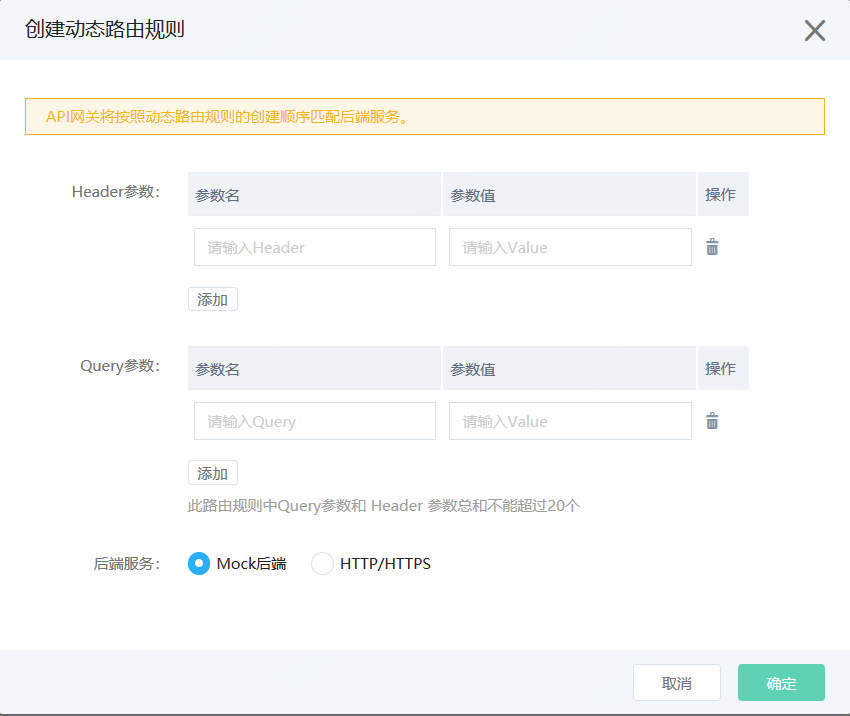 创建动态路由规则
API网关将按照动态路由规则的创建顺序匹配后端服务。
Header参数： 参数名 参数值 操作
请输入Header 请输入Value
添加
Query参数： 参数名 参数值 操作
请输入Query 请输入Value
添加
此路由规则中Query参数和 Header 参数总和不能超过20个
后端服务： Mock后端 HTTP/HTTPS
取消 确定